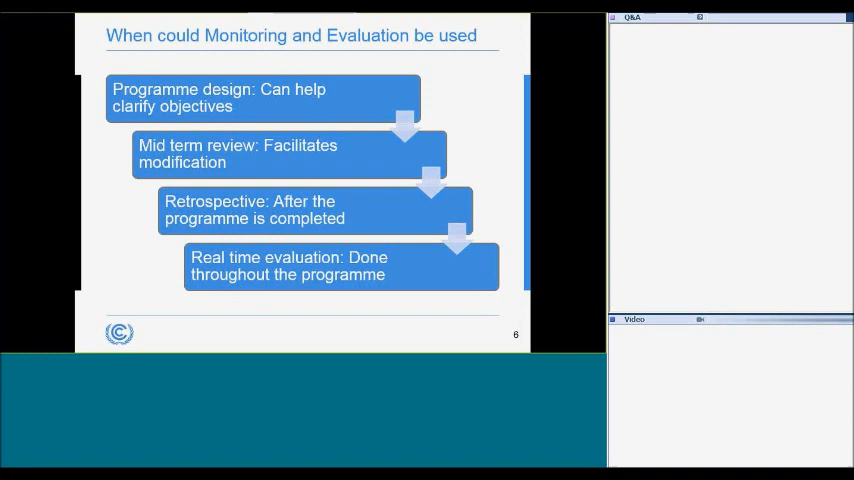 When could Monitoring and Evaluation be used
Programme design: Can help
clarify objectives
Mid term review: Facilitates
modification
Retrospective: After the
programme is completed
Real time evaluation: Done
throughout the programme
6
Q&A
Video